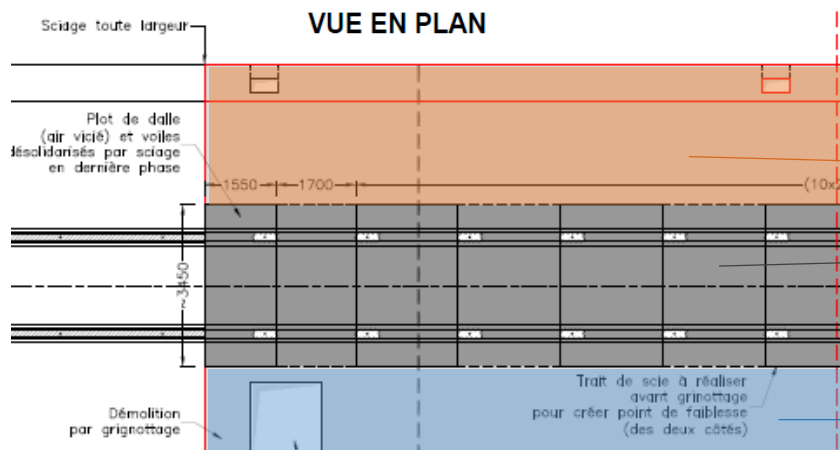 VUE EN PLAN
Sciage toute largeur
Plot de dalle
(air vicié) et voiles
désolidarisés par sciage
en dernière phase
1550
1700
(10x2
~3450
Trait de scie à réaliser
avant grinottage
pour créer point de faiblesse
(des deux côtés)
Démolition
par grignottage